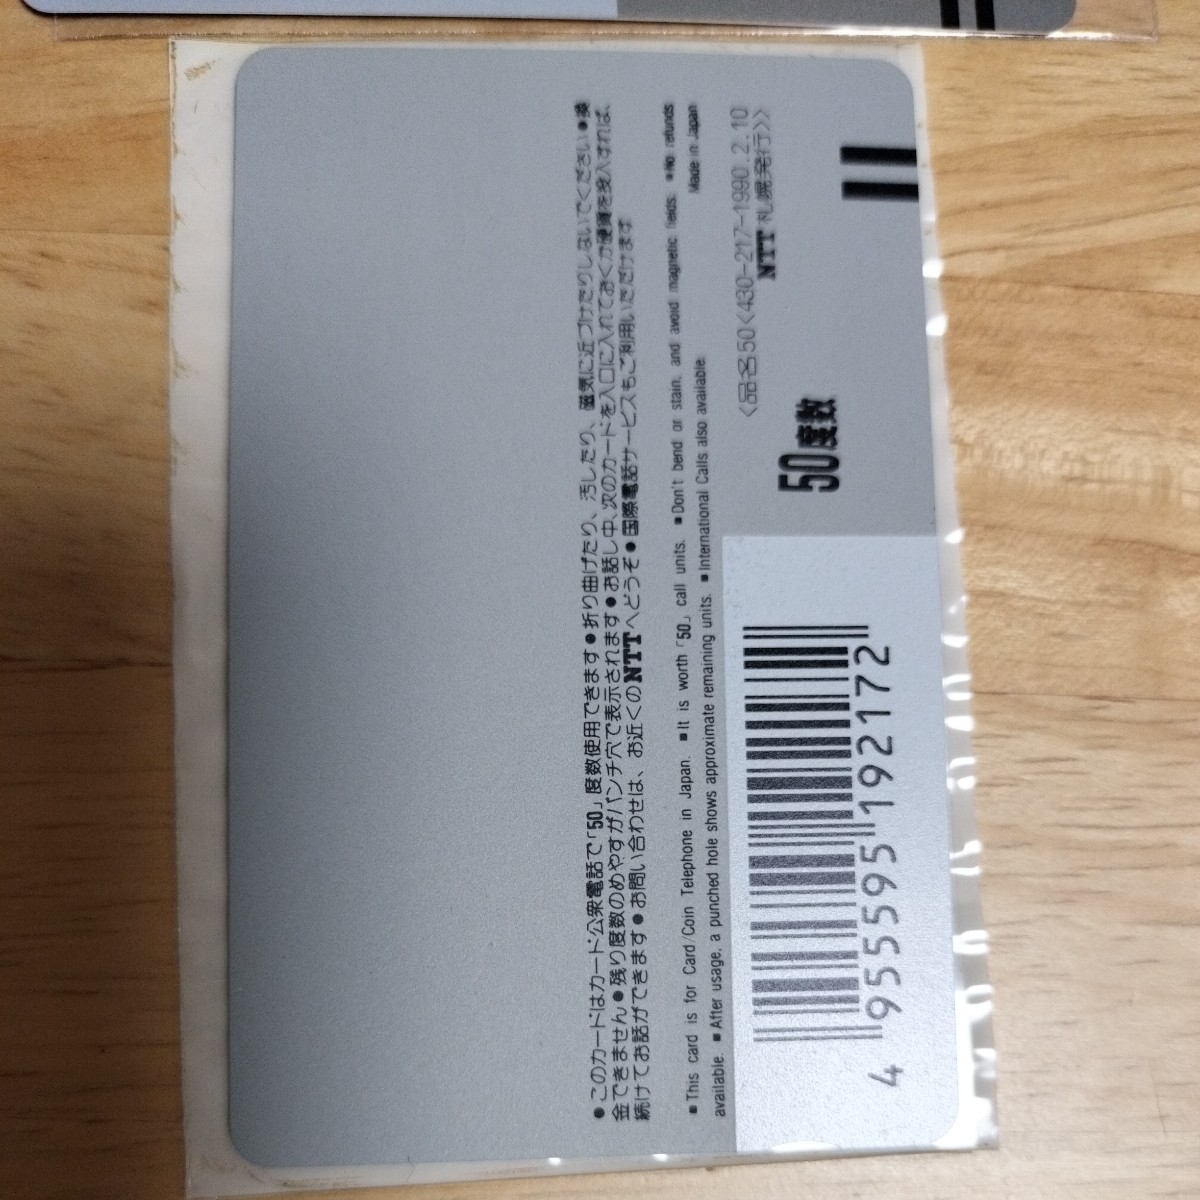 ●このカードはカード公衆電話で「50」度数使用できます●折り曲げたり、汚したり、磁気に近づけたりしないでください●換
金できません●残り度数のめやすがパンチ穴で表示されます●お話し中、次のカードを入口に入れておくか硬貨を投入すれば、
続けてお話ができます●お問い合わせは、お近くのNTTへどうぞ●国際電話サービスもご利用いただけます
■This card is for Card/Coin Telephone in Japan. ■It is worth「50」call units. ■Don't bend or stain, and avoid magnetic fields. ■No refunds
available. ■After usage, a punched hole shows approximate remaining units. ■International Calls also available.
Made in Japan
<品名50<430-217-1990.2.10
NTT 札幌発行>>
50度数
4 955595 192172